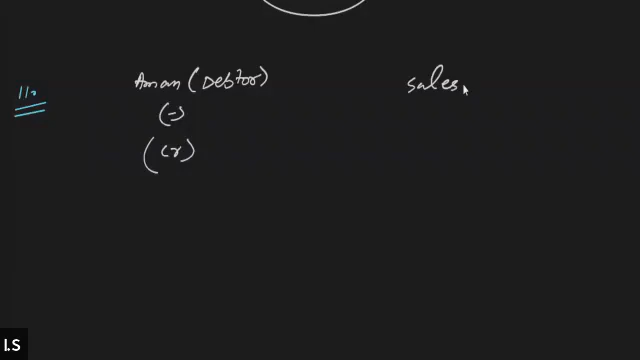 11. Aman (Debtor) sales
(-)
(cr)
I.S